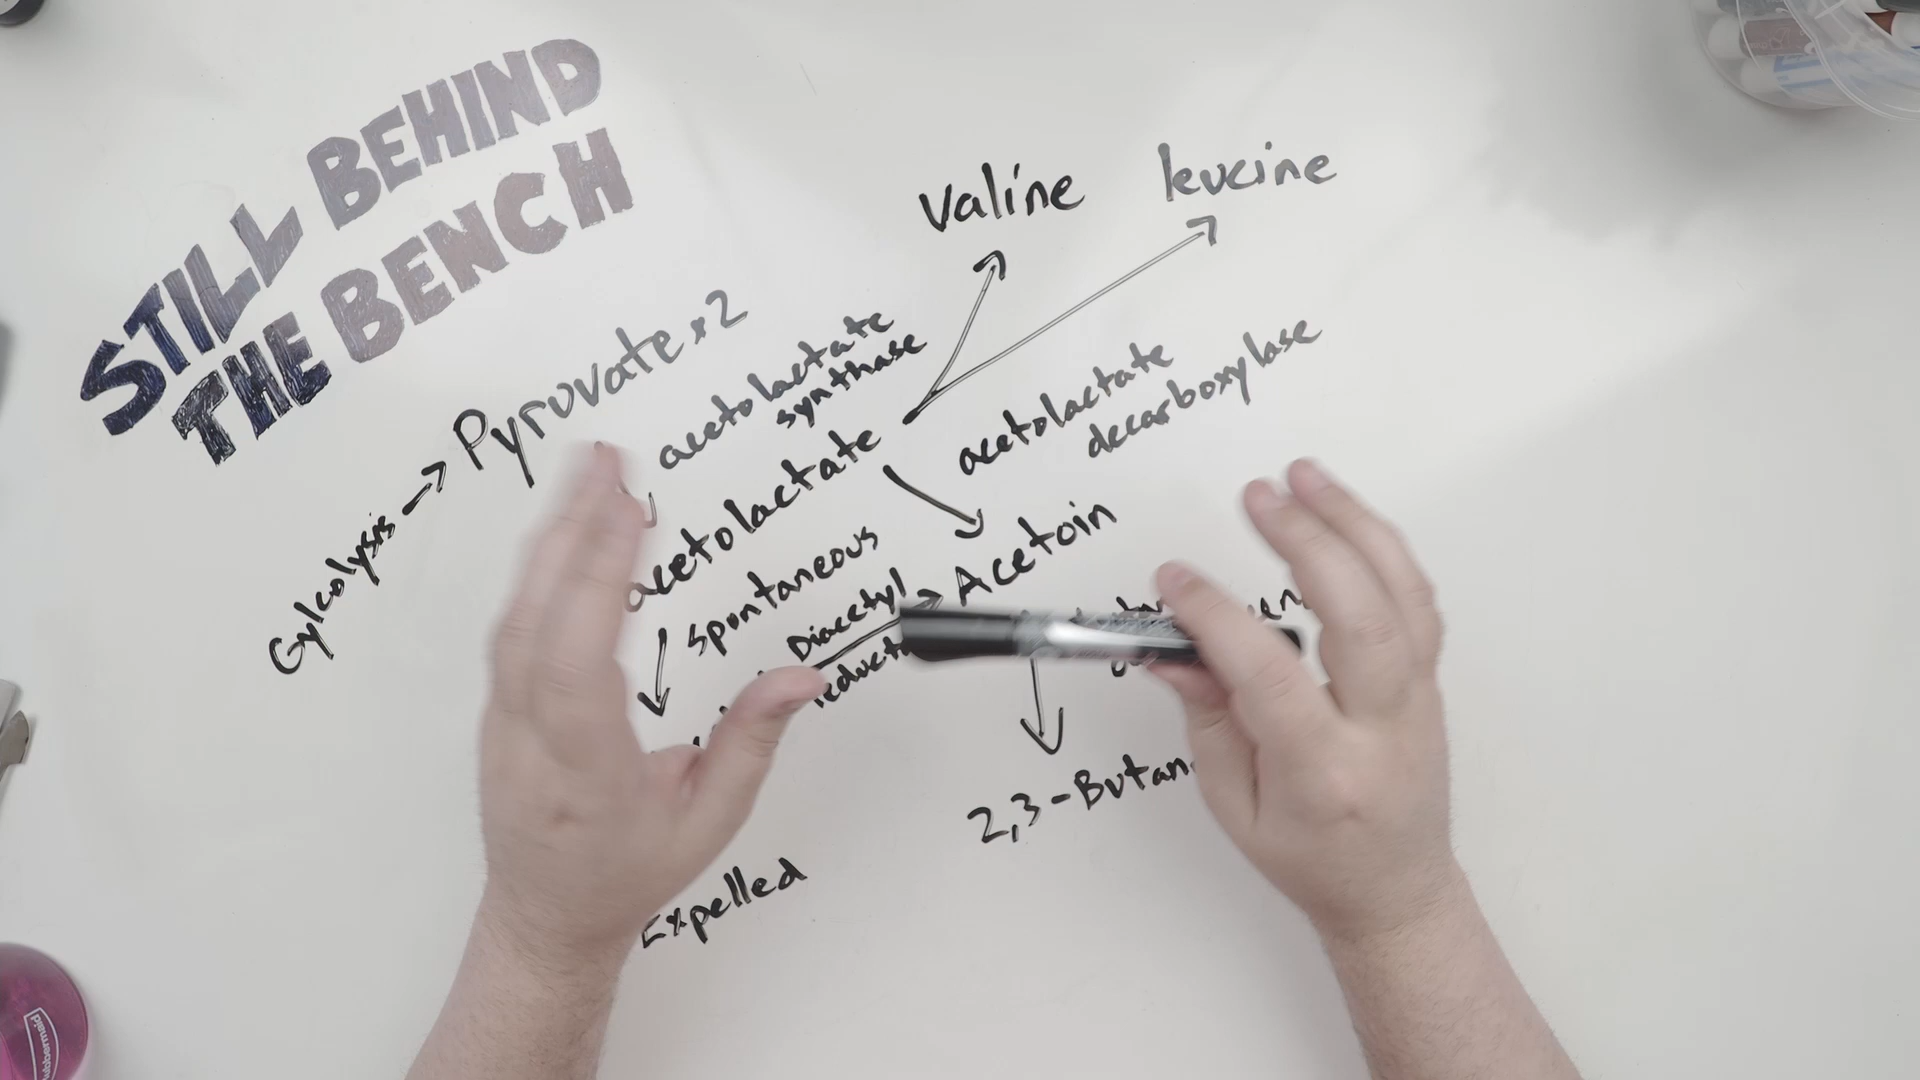 STILL BEHIND
THE BENCH
valine
leucine
Gylcolysis → Pyruvate x2
acetolactate
synthase
acetolactate
acetolactate
decarboxylase
spontaneous
Diacetyl
Acetoin
2,3-Butan
Expelled
Rubbermaid